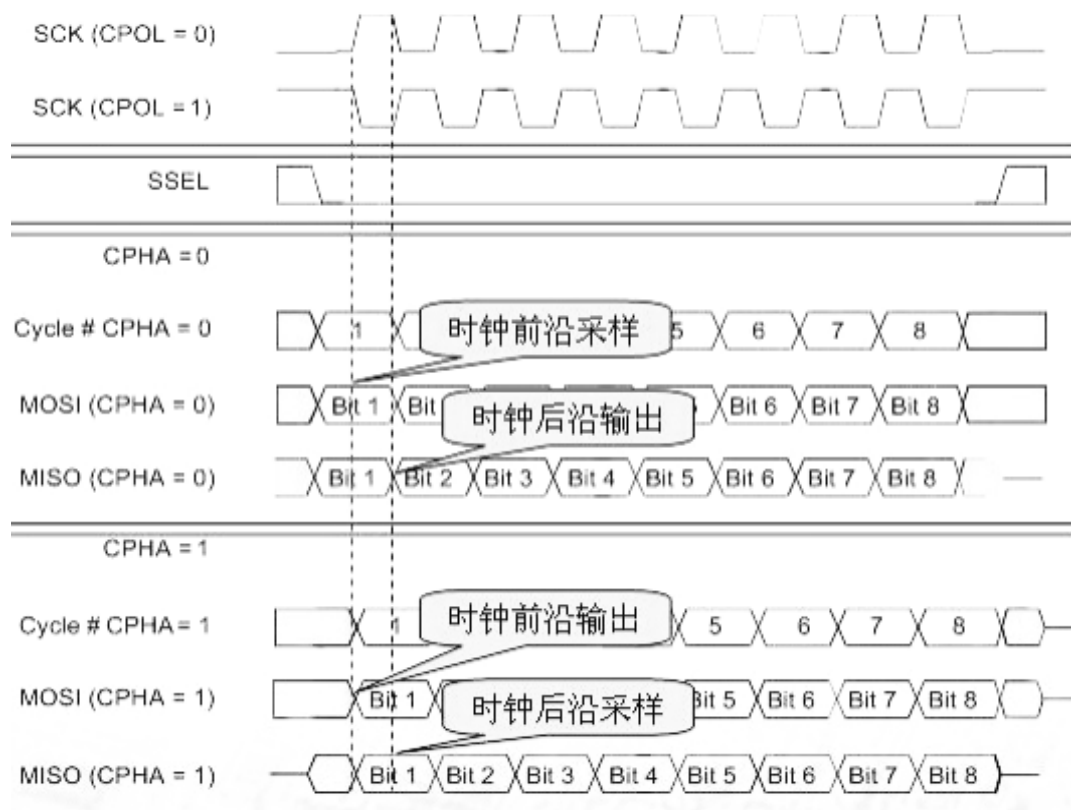 SCK (CPOL = 0)
SCK (CPOL = 1)
SSEL
CPHA = 0
Cycle # CPHA = 0 1 时钟前沿采样 5 6 7 8
MOSI (CPHA = 0) Bit 1 Bit 时钟后沿输出 Bit 6 Bit 7 Bit 8
MISO (CPHA = 0) Bit 1 Bit 2 Bit 3 Bit 4 Bit 5 Bit 6 Bit 7 Bit 8
CPHA = 1
Cycle # CPHA = 1 1 时钟前沿输出 5 6 7 8
MOSI (CPHA = 1) Bit 1 时钟后沿采样 Bit 5 Bit 6 Bit 7 Bit 8
MISO (CPHA = 1) Bit 1 Bit 2 Bit 3 Bit 4 Bit 5 Bit 6 Bit 7 Bit 8